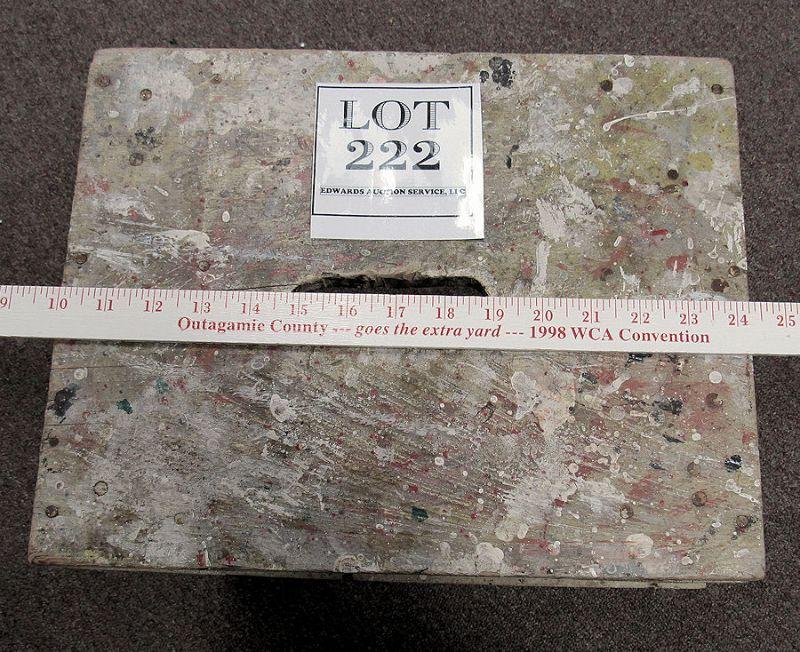 LOT
222
EDWARDS AUCTION SERVICE, LLC
9 10 11 12 13 14 15 16 17 18 19 20 21 22 23 24 25
Outagamie County --- goes the extra yard --- 1998 WCA Convention